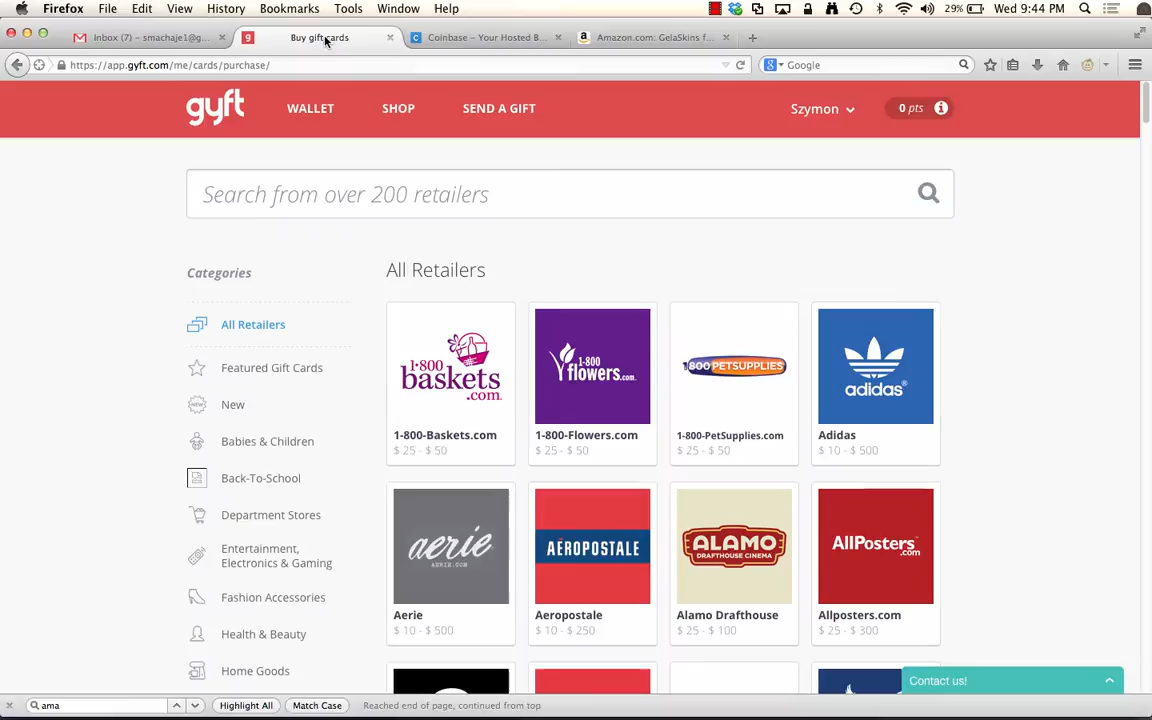 Firefox File Edit View History Bookmarks Tools Window Help 29% Wed 9:44 PM
Inbox (7) – smachaje1@g... Buy gift cards Coinbase – Your Hosted B... Amazon.com: GelaSkins f...
https://app.gyft.com/me/cards/purchase/ Google
gyft WALLET SHOP SEND A GIFT Szymon 0 pts
Search from over 200 retailers
Categories
All Retailers
Featured Gift Cards
New
Babies & Children
Back-To-School
Department Stores
Entertainment,
Electronics & Gaming
Fashion Accessories
Health & Beauty
Home Goods
All Retailers
1·800
baskets
.com
1-800-Baskets.com
$ 25 - $ 50
1-800
flowers.com
1-800-Flowers.com
$ 25 - $ 50
1800PETSUPPLIES
1-800-PetSupplies.com
$ 25 - $ 50
adidas
Adidas
$ 10 - $ 500
aerie
AERIE.COM
Aerie
$ 10 - $ 500
AÉROPOSTALE
Aeropostale
$ 10 - $ 250
ALAMO
DRAFTHOUSE CINEMA
Alamo Drafthouse
$ 25 - $ 100
AllPosters
.com
Allposters.com
$ 25 - $ 300
Contact us!
ama Highlight All Match Case Reached end of page, continued from top